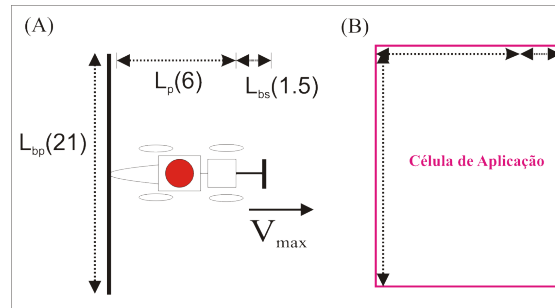 (A)
(B)
Lp(6)
Lbs(1.5)
Lbp(21)
Célula de Aplicação
Vmax